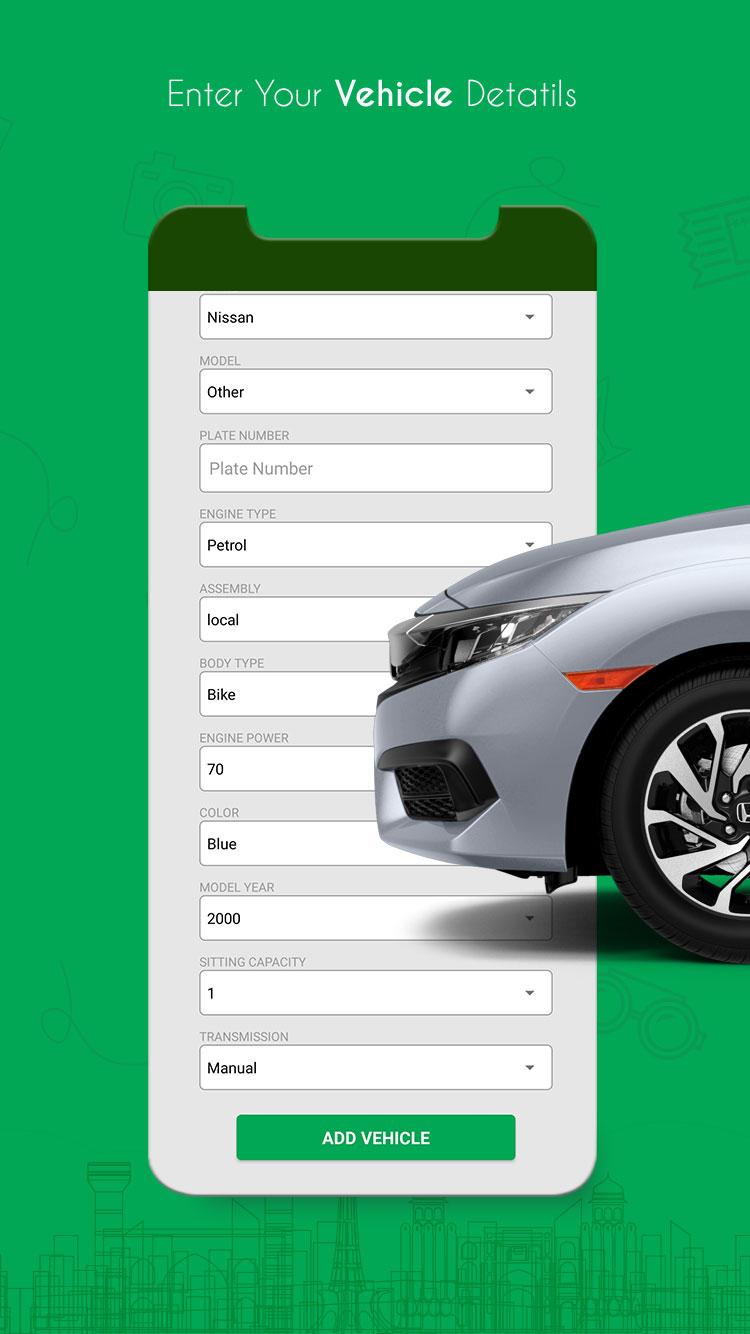 Enter Your Vehicle Detatils
Nissan
MODEL
Other
PLATE NUMBER
Plate Number
ENGINE TYPE
Petrol
ASSEMBLY
local
BODY TYPE
Bike
ENGINE POWER
70
COLOR
Blue
MODEL YEAR
2000
SITTING CAPACITY
1
TRANSMISSION
Manual
ADD VEHICLE